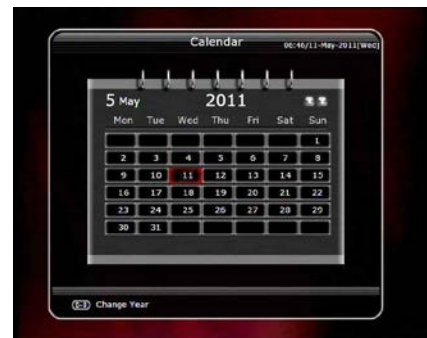 Calendar 06:46/11-May-2011[Wed]
5 May 2011
Mon Tue Wed Thu Fri Sat Sun
1
2 3 4 5 6 7 8
9 10 11 12 13 14 15
16 17 18 19 20 21 22
23 24 25 26 27 28 29
30 31
Change Year